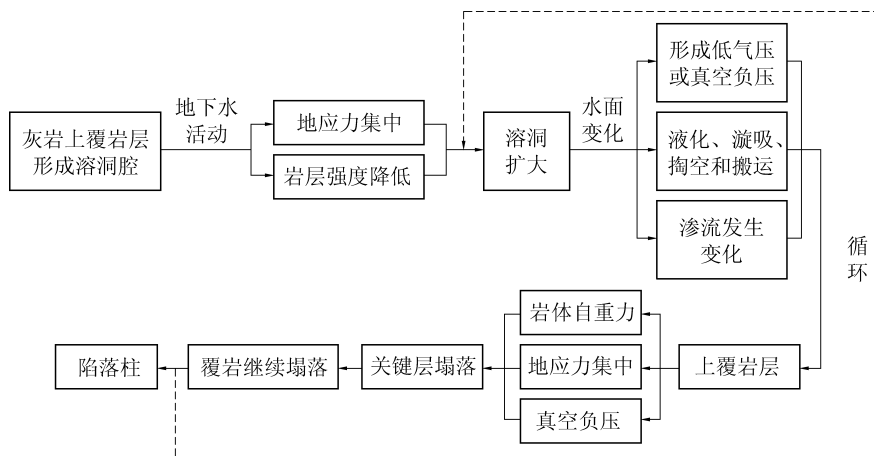 灰岩上覆岩层
形成溶洞腔
地下水
活动
地应力集中
岩层强度降低
溶洞
扩大
水面
变化
形成低气压
或真空负压
液化、漩吸、
掏空和搬运
渗流发生
变化
循
环
上覆岩层
岩体自重力
地应力集中
真空负压
关键层塌落
覆岩继续塌落
陷落柱